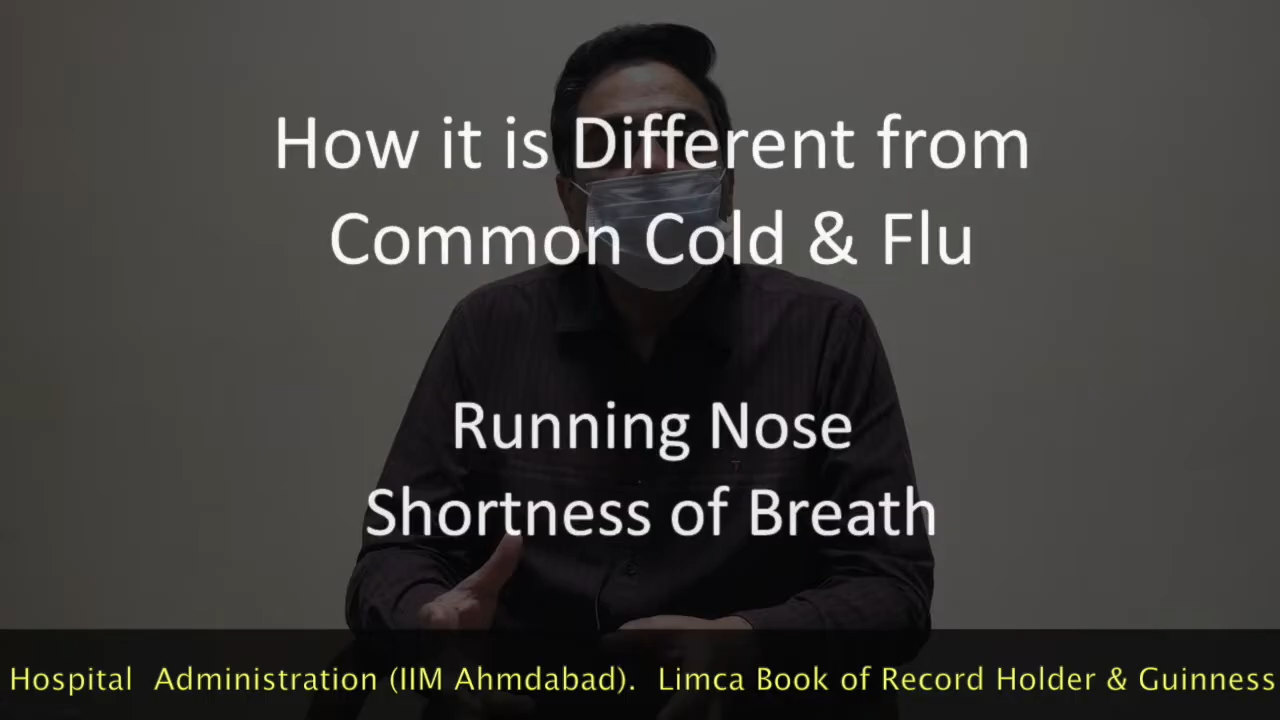 How it is Different from
Common Cold & Flu
Running Nose
Shortness of Breath
Hospital Administration (IIM Ahmdabad). Limca Book of Record Holder & Guinness